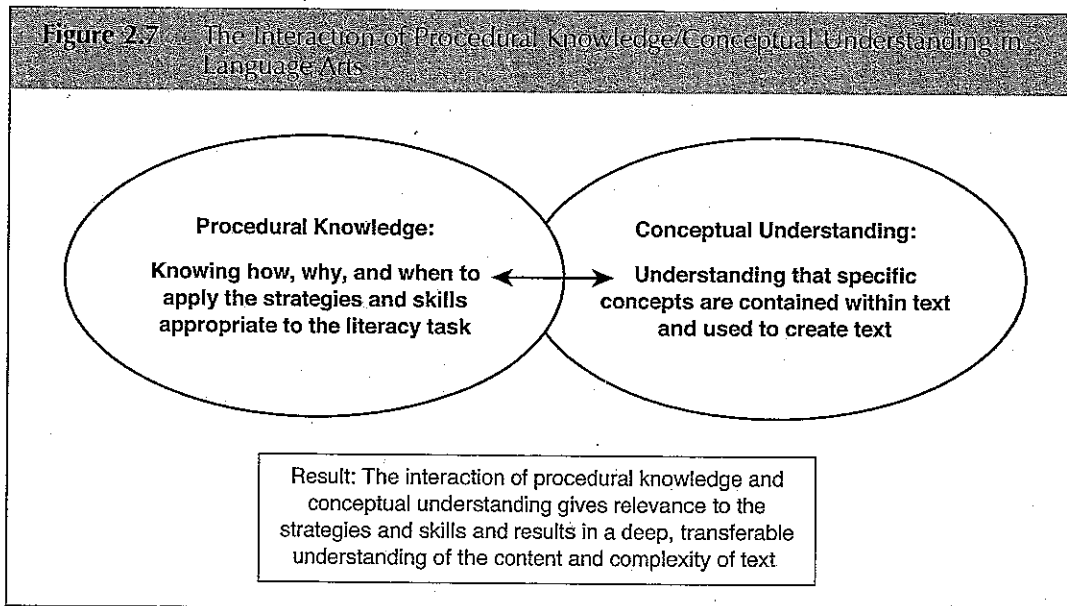 Figure 2.7 The Interaction of Procedural Knowledge/Conceptual Understanding in
Language Arts
Procedural Knowledge:
Knowing how, why, and when to
apply the strategies and skills
appropriate to the literacy task
Conceptual Understanding:
Understanding that specific
concepts are contained within text
and used to create text
Result: The interaction of procedural knowledge and
conceptual understanding gives relevance to the
strategies and skills and results in a deep, transferable
understanding of the content and complexity of text